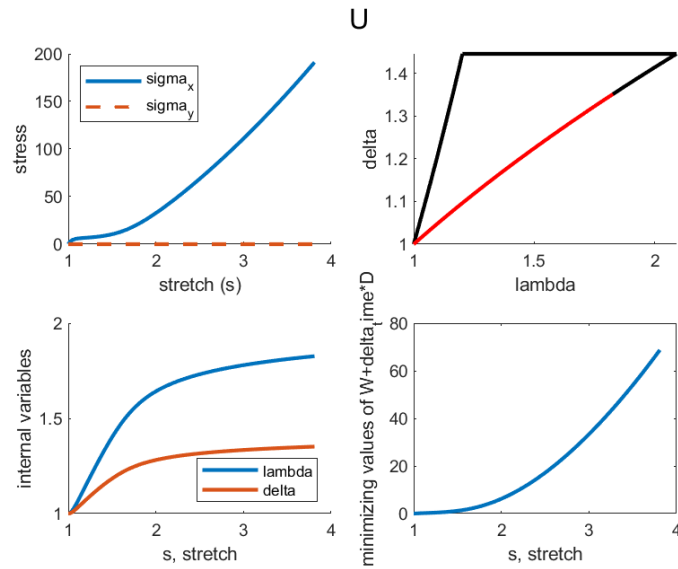 U
200
150
100
50
0
stress
sigma_x
sigma_y
1
2
3
4
stretch (s)
1.4
1.3
1.2
1.1
1
delta
1
1.5
2
lambda
2
1.5
1
internal variables
lambda
delta
1
2
3
4
s, stretch
80
60
40
20
0
minimizing values of W+delta_time*D
1
2
3
4
s, stretch